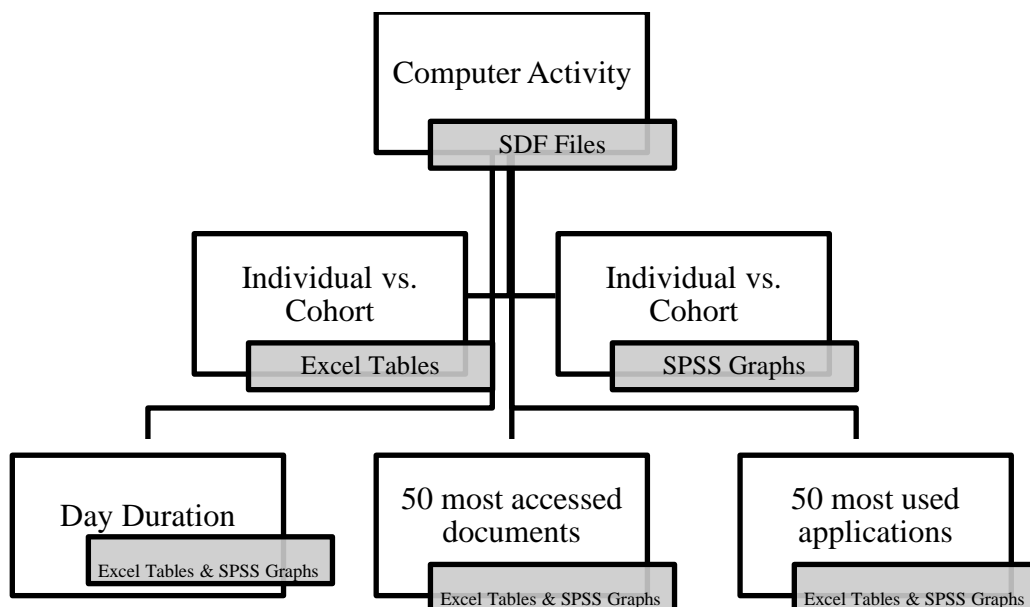 Computer Activity
SDF Files
Individual vs.
Cohort
Excel Tables
Individual vs.
Cohort
SPSS Graphs
Day Duration
Excel Tables & SPSS Graphs
50 most accessed
documents
Excel Tables & SPSS Graphs
50 most used
applications
Excel Tables & SPSS Graphs